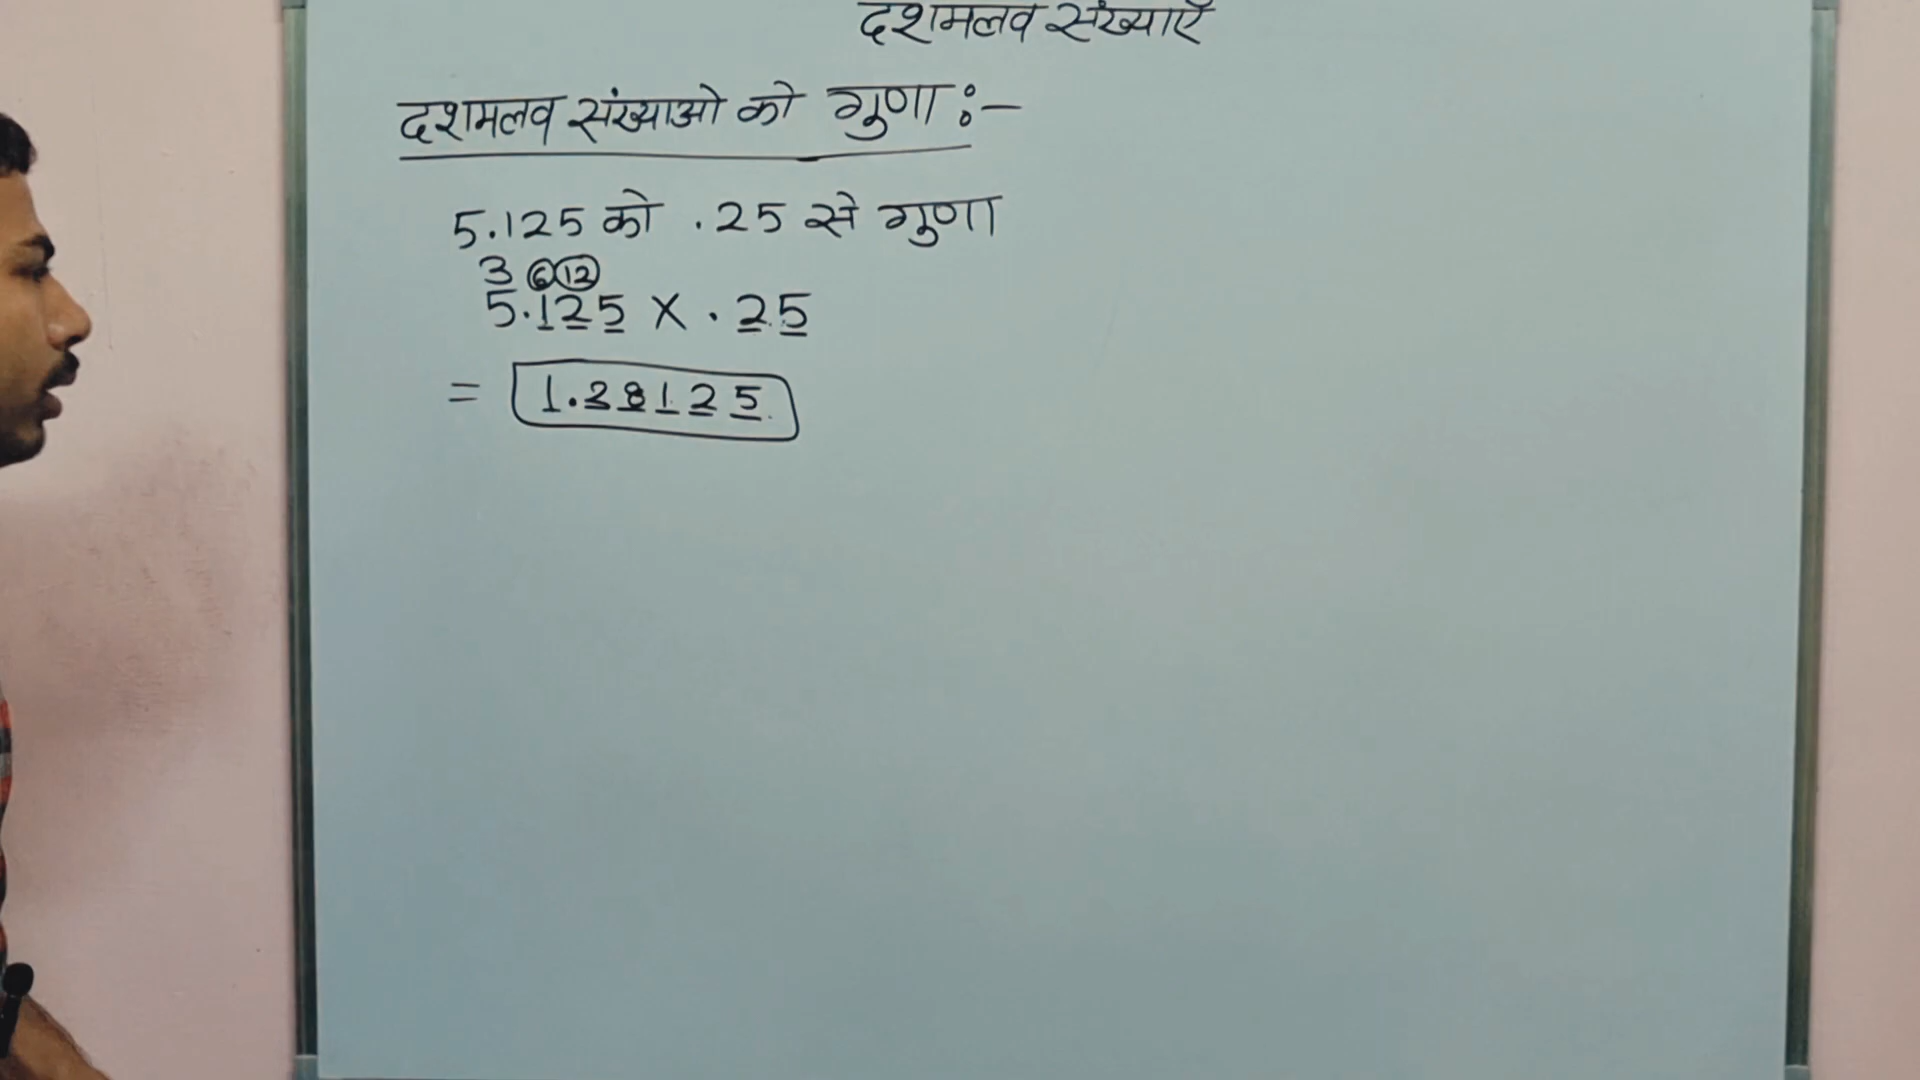 दशमलव संख्याएँ
दशमलव संख्याओ को गुणा :-
5.125 को .25 से गुणा
3 6 12
5.125 X .25
= 1.28125